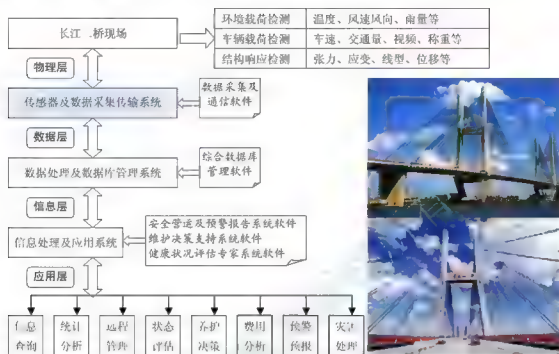 长江 桥现场
环境载荷检测 温度、风速风向、雨量等
车辆载荷检测 车速、交通量、视频、称重等
结构响应检测 张力、应变、线型、位移等
物理层
传感器及数据采集传输系统
数据采集及
通信软件
数据层
数据处理及数据库管理系统
综合数据库
管理软件
信息层
信息处理及应用系统
安全营运及预警报告系统软件
维护决策支持系统软件
健康状况评估专家系统软件
应用层
信息
查询
统计
分析
远程
管理
状态
评估
养护
决策
费用
分析
预警
预报
灾害
处理